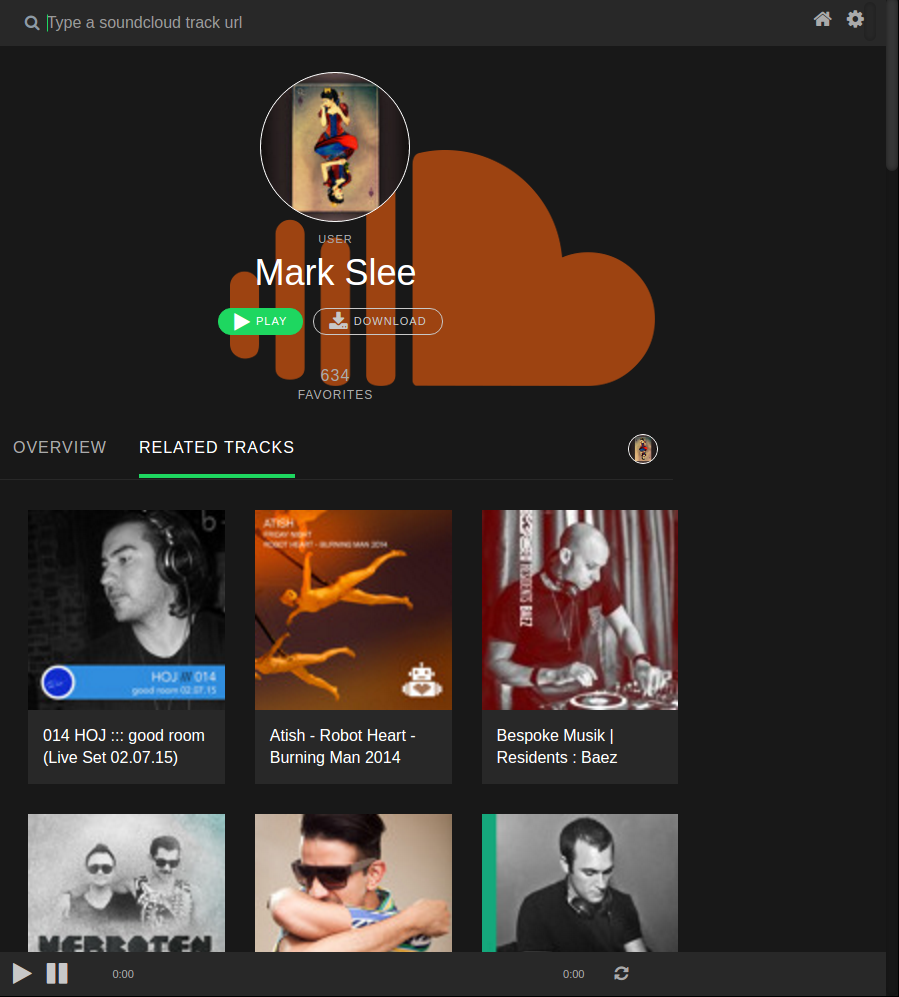 Type a soundcloud track url
USER
Mark Slee
PLAY
DOWNLOAD
634
FAVORITES
OVERVIEW
RELATED TRACKS
HOJ /// 014
good room 02.07.15
014 HOJ ::: good room
(Live Set 02.07.15)
ATISH
FRIDAY NIGHT
ROBOT HEART - BURNING MAN 2014
Atish - Robot Heart -
Burning Man 2014
RESIDENTS BAEZ
Bespoke Musik |
Residents : Baez
0:00
0:00